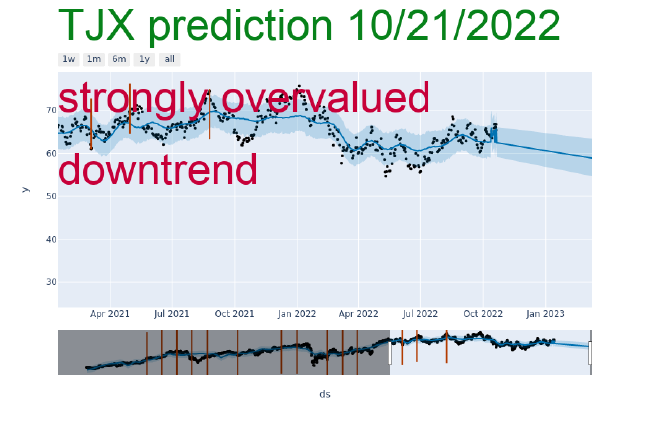 TJX prediction 10/21/2022
1w 1m 6m 1y all
strongly overvalued
downtrend
70
60
50
40
30
y
Apr 2021 Jul 2021 Oct 2021 Jan 2022 Apr 2022 Jul 2022 Oct 2022 Jan 2023
ds